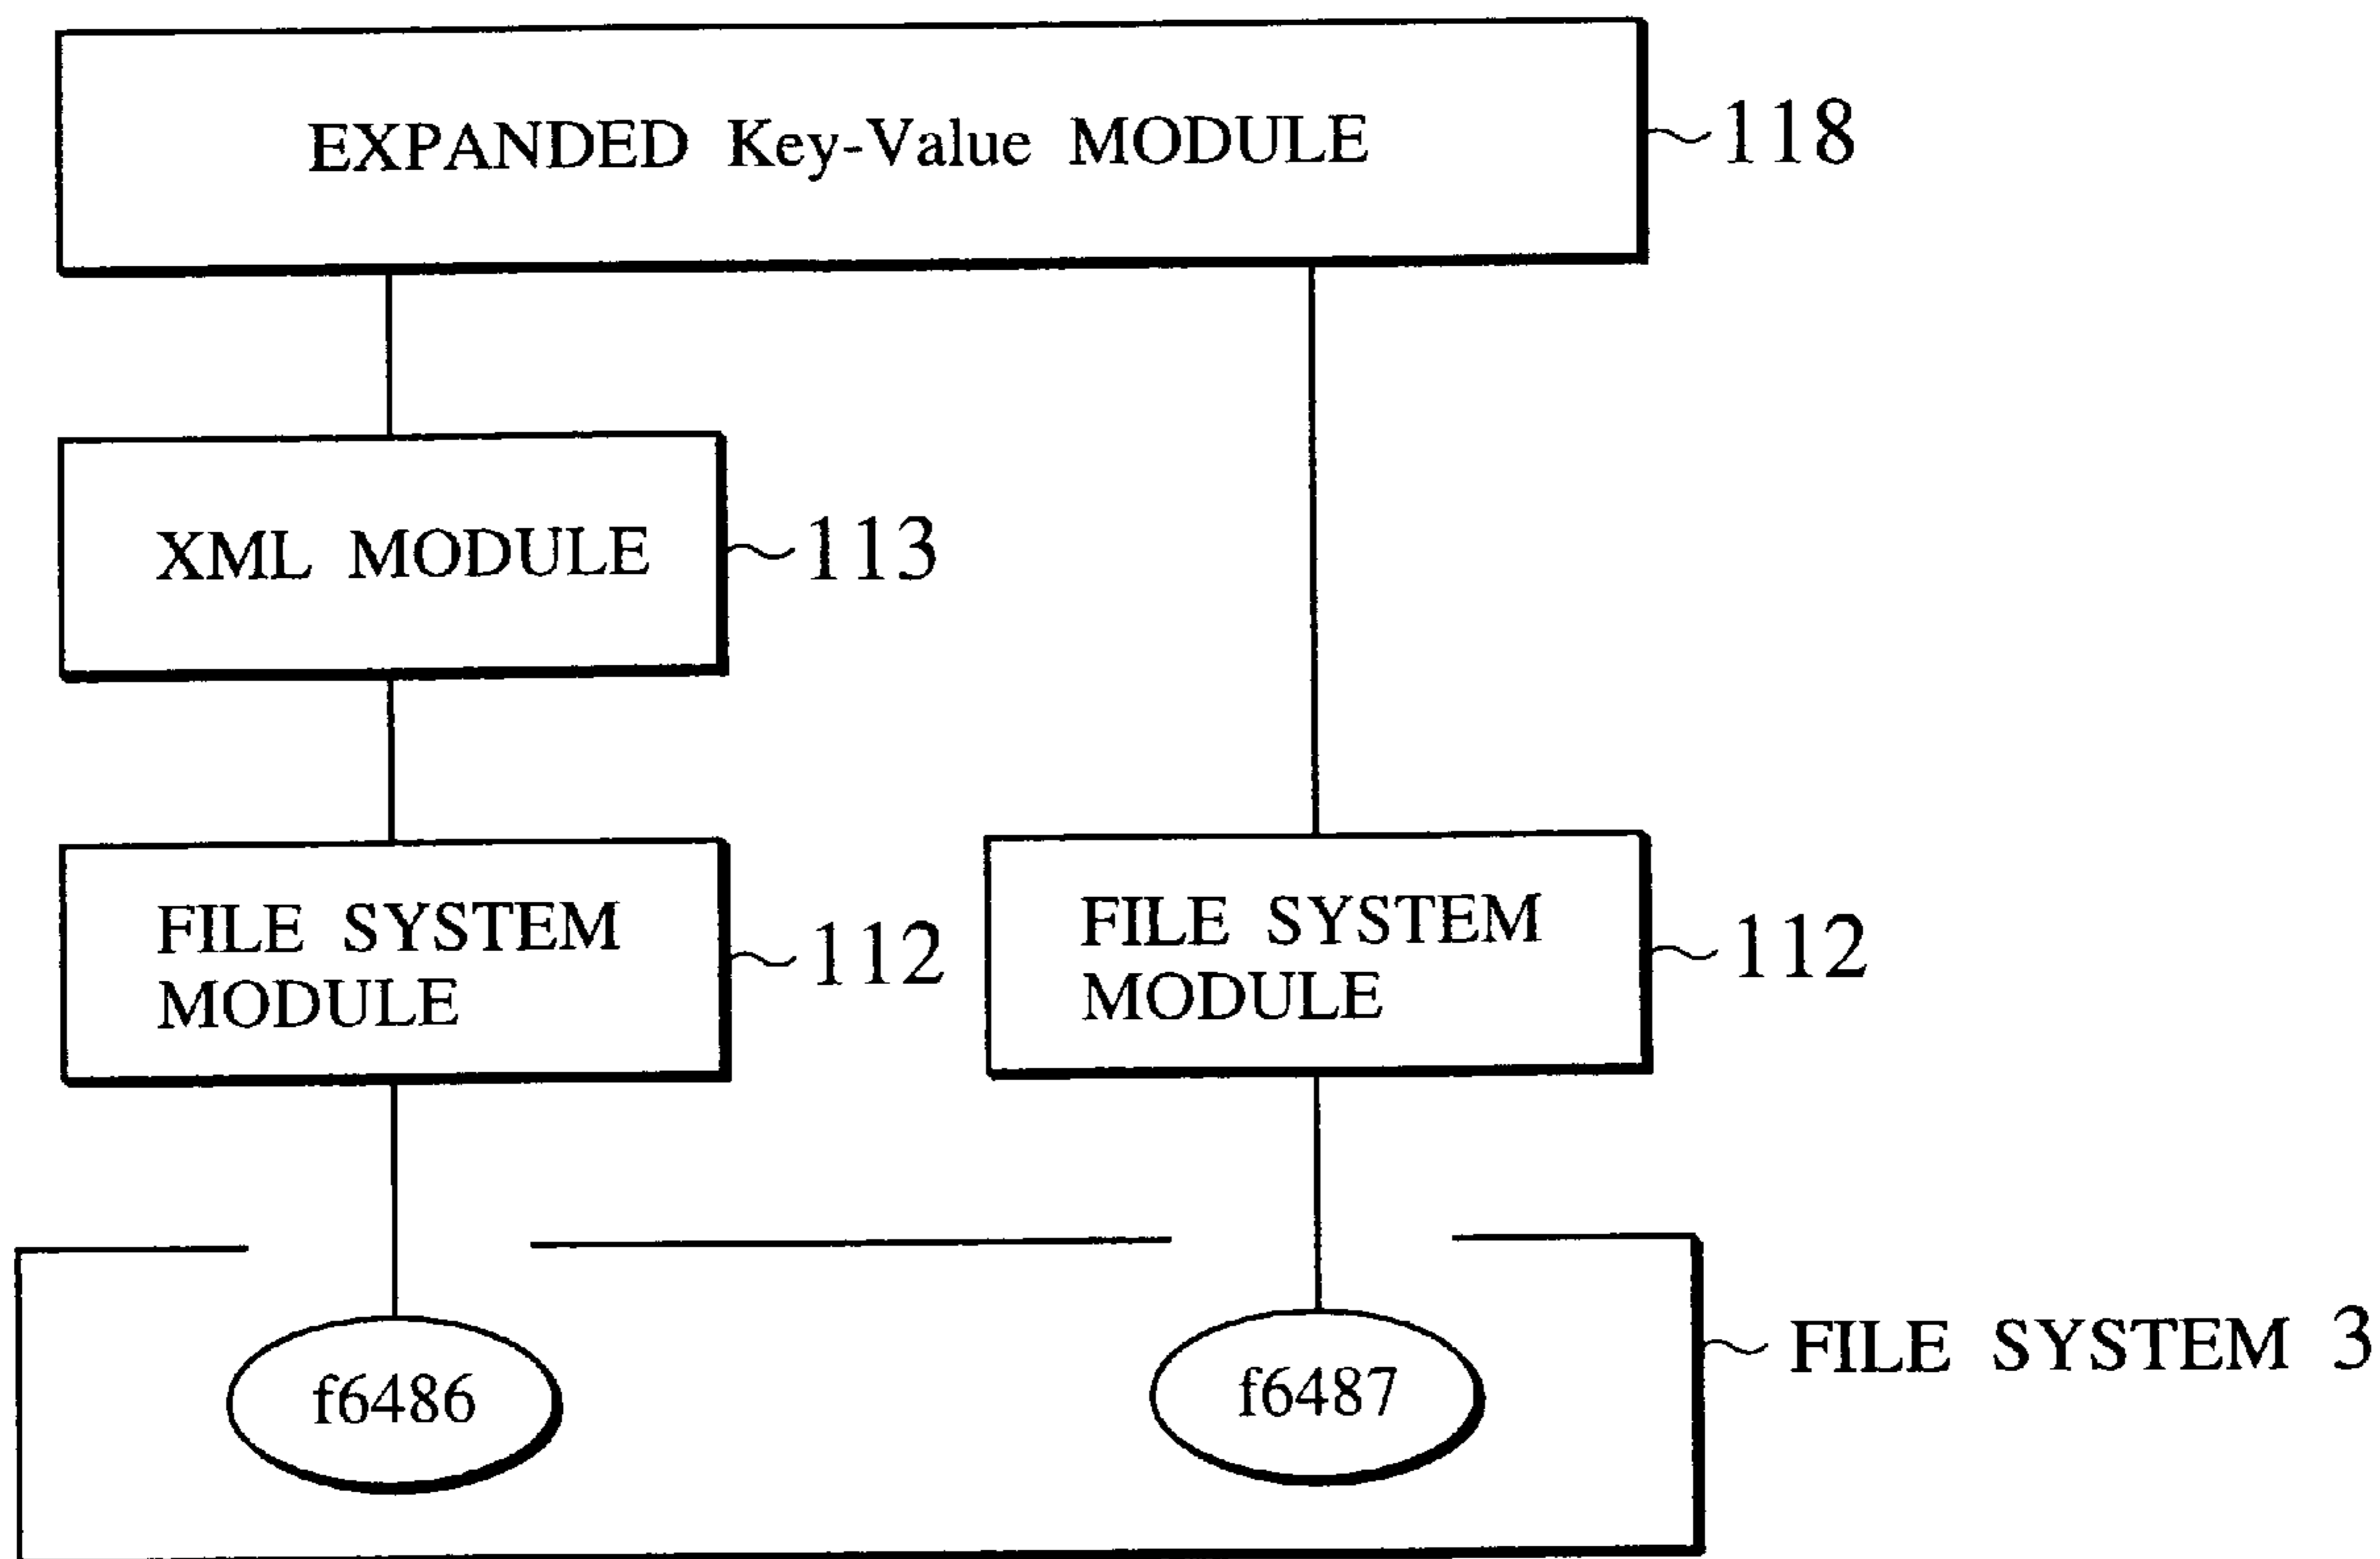 EXPANDED Key-Value MODULE
118
XML MODULE
113
FILE SYSTEM
MODULE
112
FILE SYSTEM
MODULE
112
f6486
f6487
FILE SYSTEM 3